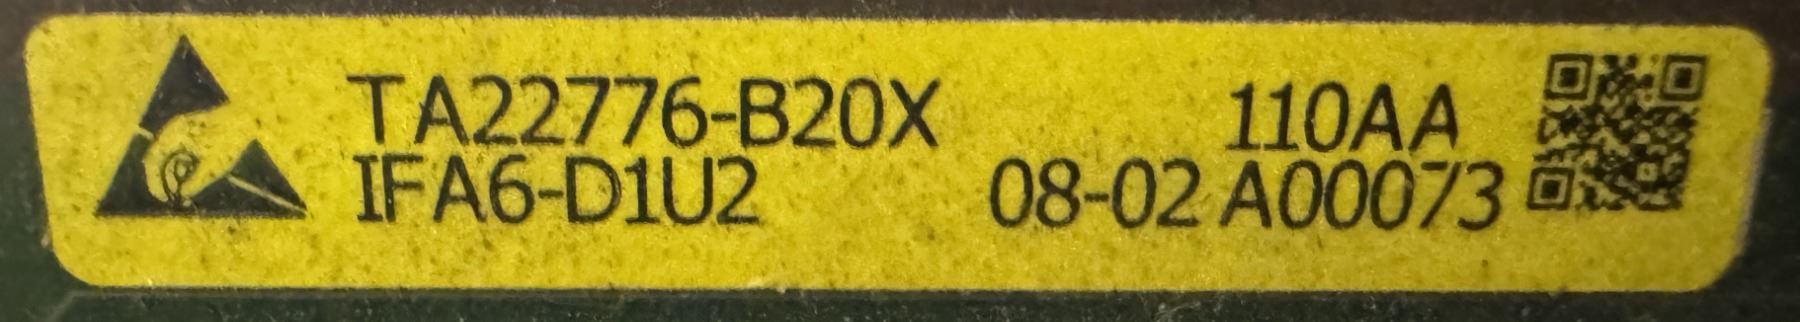 TA22776-B20X 110AA
IFA6-D1U2 08-02 A00073